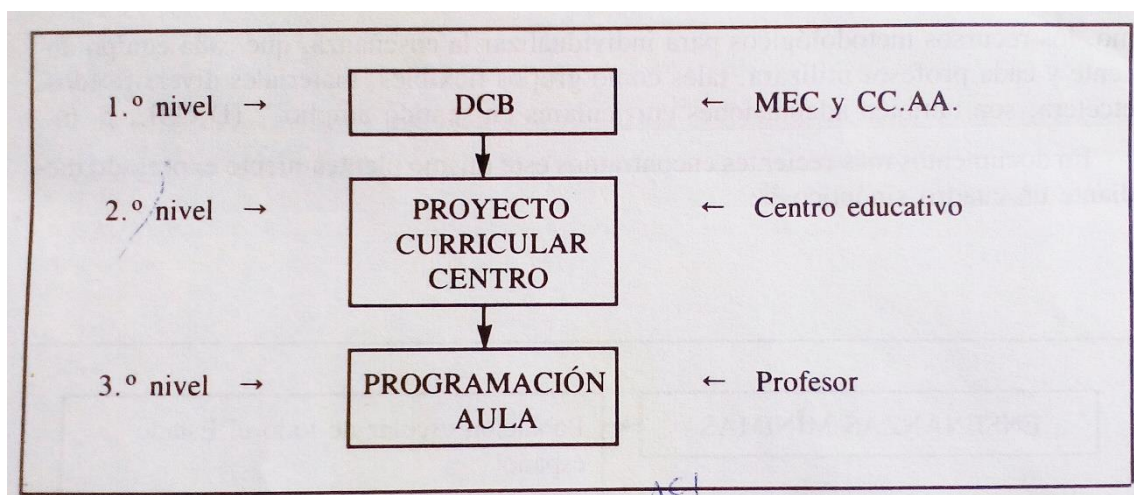 1.º nivel → DCB ← MEC y CC.AA.
2.º nivel → PROYECTO CURRICULAR CENTRO ← Centro educativo
3.º nivel → PROGRAMACIÓN AULA ← Profesor